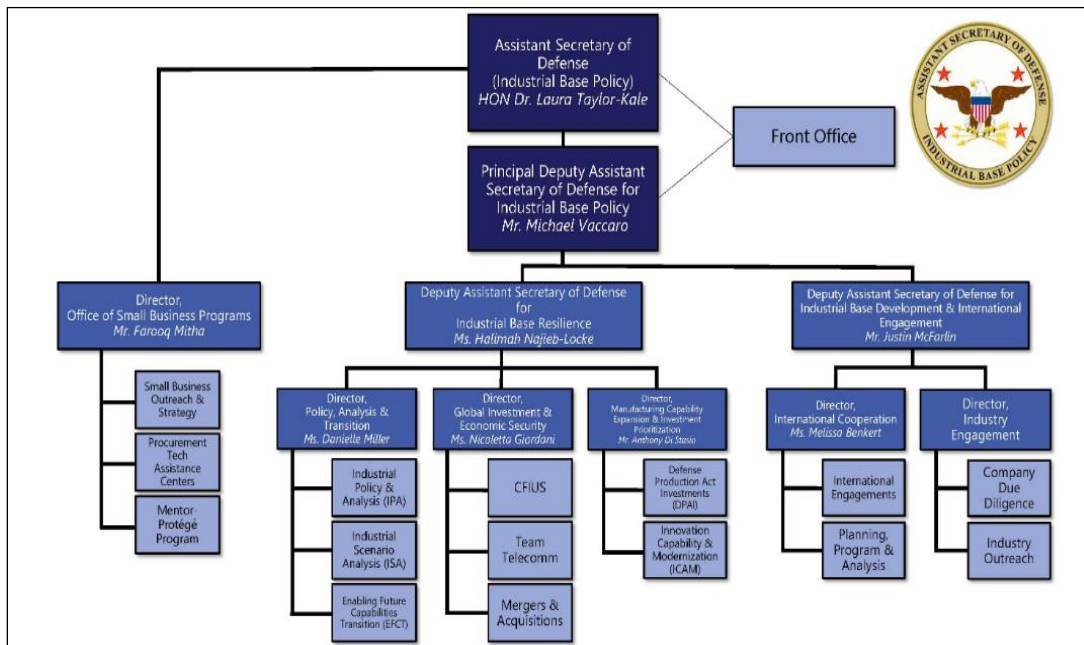 Assistant Secretary of
Defense
(Industrial Base Policy)
HON Dr. Laura Taylor-Kale
Front Office
ASSISTANT SECRETARY OF DEFENSE
INDUSTRIAL BASE POLICY
Principal Deputy Assistant
Secretary of Defense for
Industrial Base Policy
Mr. Michael Vaccaro
Director,
Office of Small Business Programs
Mr. Farooq Mitha
Deputy Assistant Secretary of Defense
for
Industrial Base Resilience
Ms. Halimah Najieb-Locke
Deputy Assistant Secretary of Defense for
Industrial Base Development & International
Engagement
Mr. Justin McFarlin
Small Business
Outreach &
Strategy
Procurement
Tech
Assistance
Centers
Mentor-
Protégé
Program
Director,
Policy, Analysis &
Transition
Ms. Danielle Miller
Industrial
Policy &
Analysis (IPA)
Industrial
Scenario
Analysis (ISA)
Enabling Future
Capabilities
Transition (EFCT)
Director,
Global Investment &
Economic Security
Ms. Nicoletta Giordani
CFIUS
Team
Telecomm
Mergers &
Acquisitions
Director,
Manufacturing Capability
Expansion & Investment
Prioritization
Mr. Anthony Di Stasio
Defense
Production Act
Investments
(DPAI)
Innovation
Capability &
Modernization
(ICAM)
Director,
International Cooperation
Ms. Melissa Benkert
International
Engagements
Planning,
Program &
Analysis
Director,
Industry
Engagement
Company
Due
Diligence
Industry
Outreach